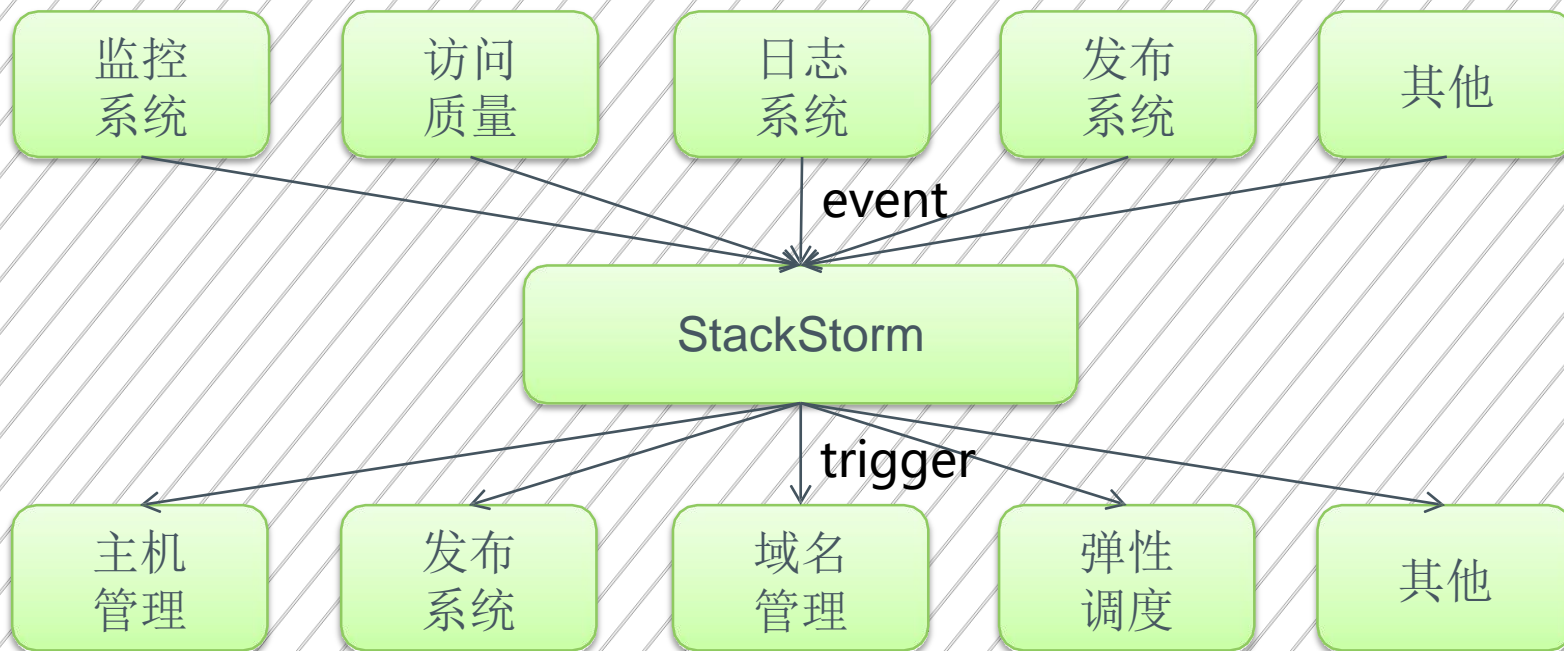 监控
系统
访问
质量
日志
系统
发布
系统
其他
event
StackStorm
trigger
主机
管理
发布
系统
域名
管理
弹性
调度
其他